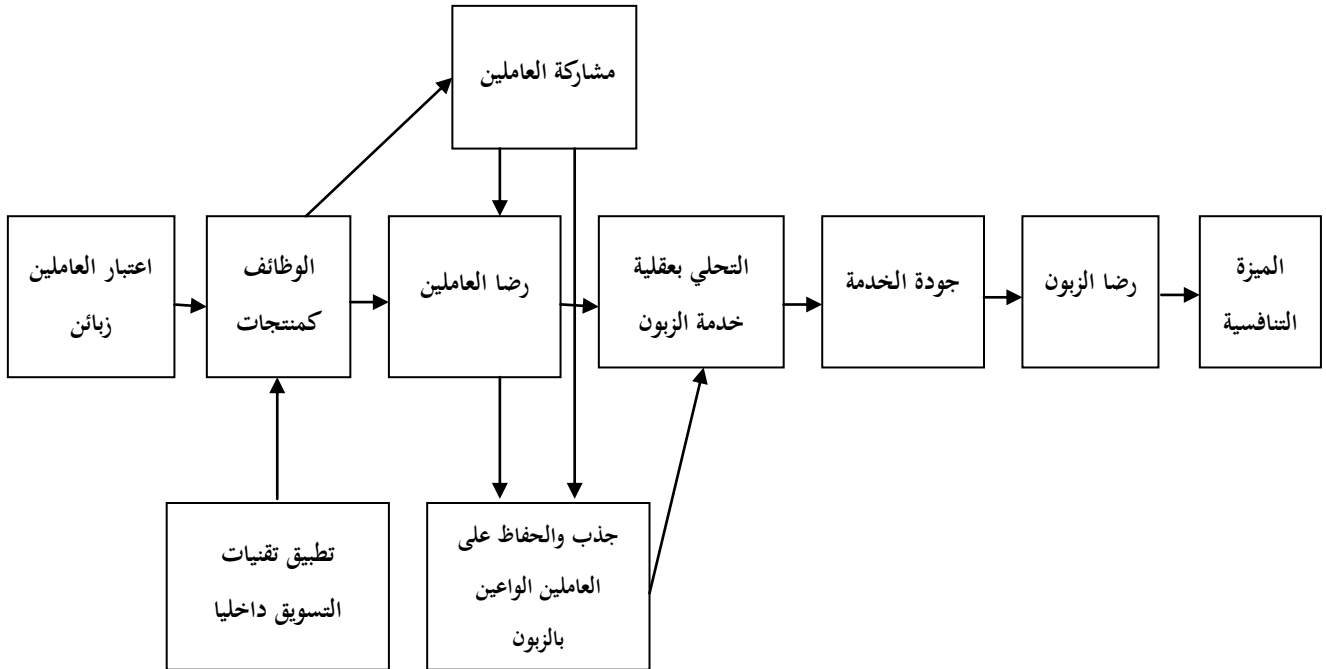 مشاركة العاملين
اعتبار العاملين
زبائن
الوظائف
كمنتجات
رضا العاملين
التحلي بعقلية
خدمة الزبون
جودة الخدمة
رضا الزبون
الميزة
التنافسية
تطبيق تقنيات
التسويق داخليا
جذب والحفاظ على
العاملين الواعين
بالزبون